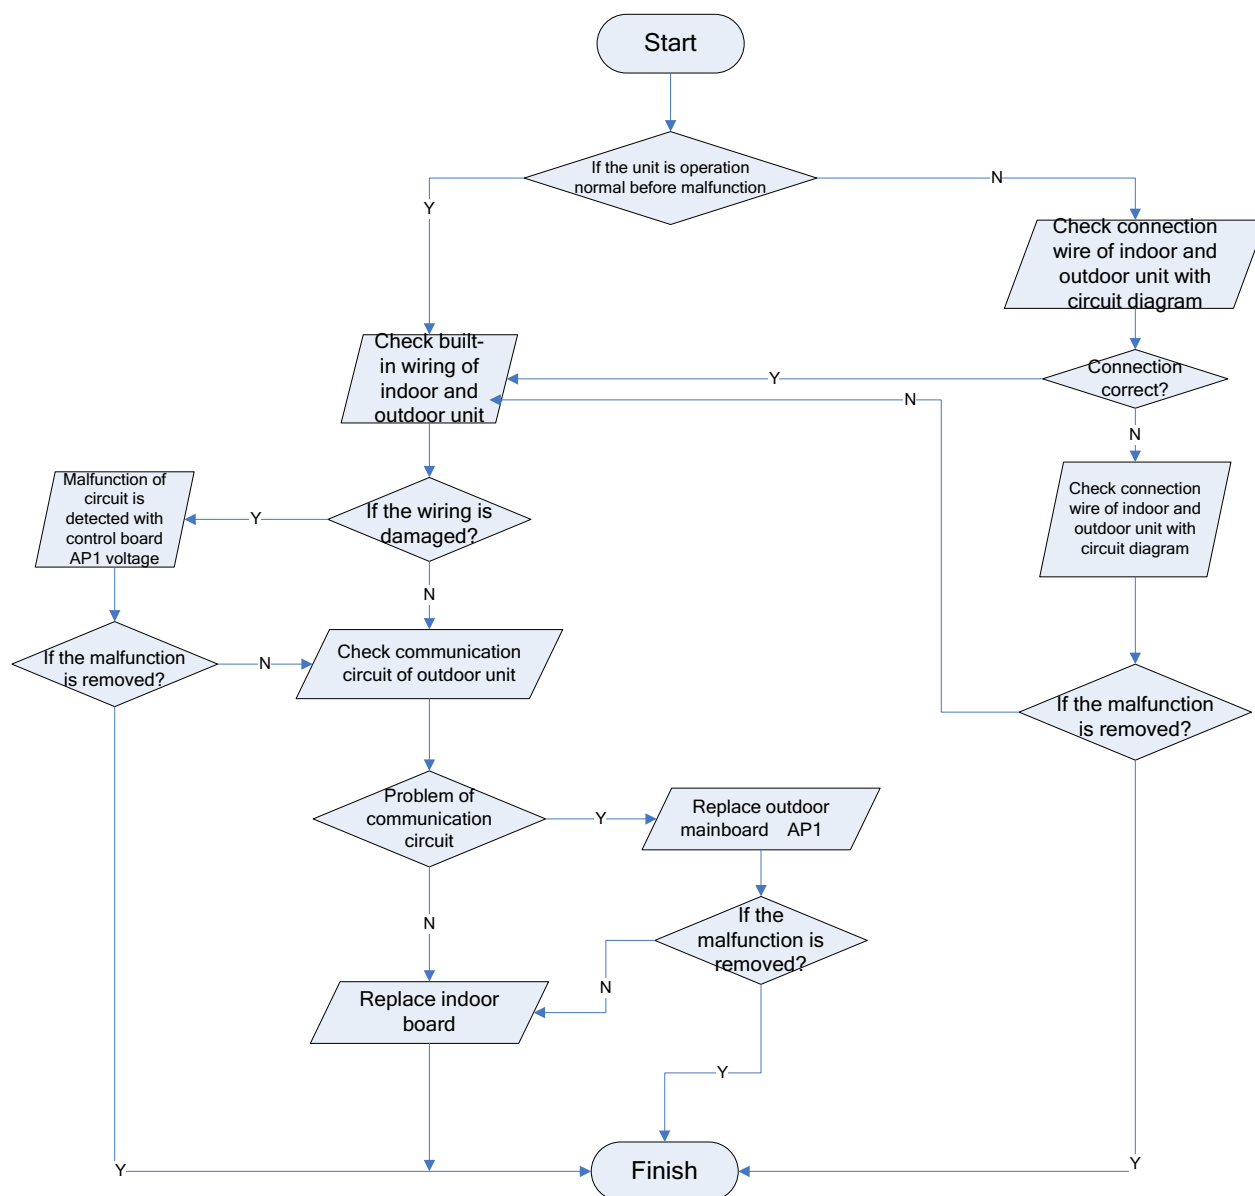 Start
If the unit is operation
normal before malfunction
N
Y
Check connection
wire of indoor and
outdoor unit with
circuit diagram
Check built-
in wiring of
indoor and
outdoor unit
Y
Connection
correct?
N
N
Malfunction of
circuit is
detected with
control board
AP1 voltage
Y
If the wiring is
damaged?
Check connection
wire of indoor and
outdoor unit with
circuit diagram
N
If the malfunction
is removed?
N
Check communication
circuit of outdoor unit
If the malfunction
is removed?
Problem of
communication
circuit
Y
Replace outdoor
mainboard AP1
N
If the
malfunction is
removed?
N
Replace indoor
board
Y
Y
Finish
Y